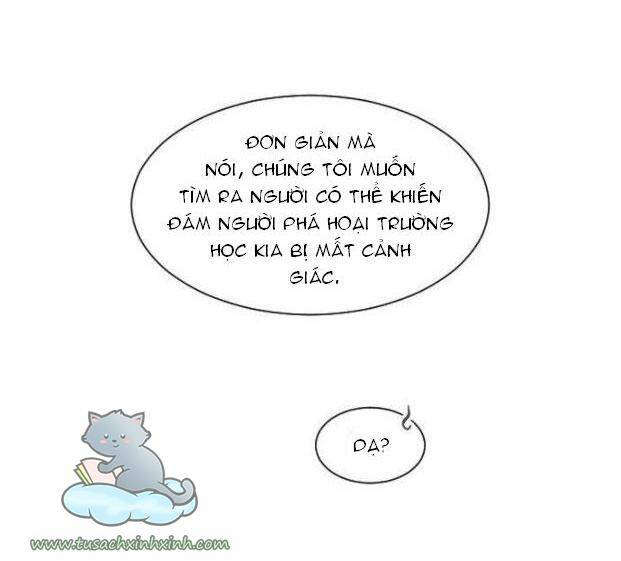 ĐƠN GIẢN MÀ
NÓI, CHÚNG TÔI MUỐN
TÌM RA NGƯỜI CÓ THỂ KHIẾN
ĐÁM NGƯỜI PHÁ HOẠI TRƯỜNG
HỌC KIA BỊ MẤT CẢNH
GIÁC.
DẠ?
www.tusachxinhxinh.com